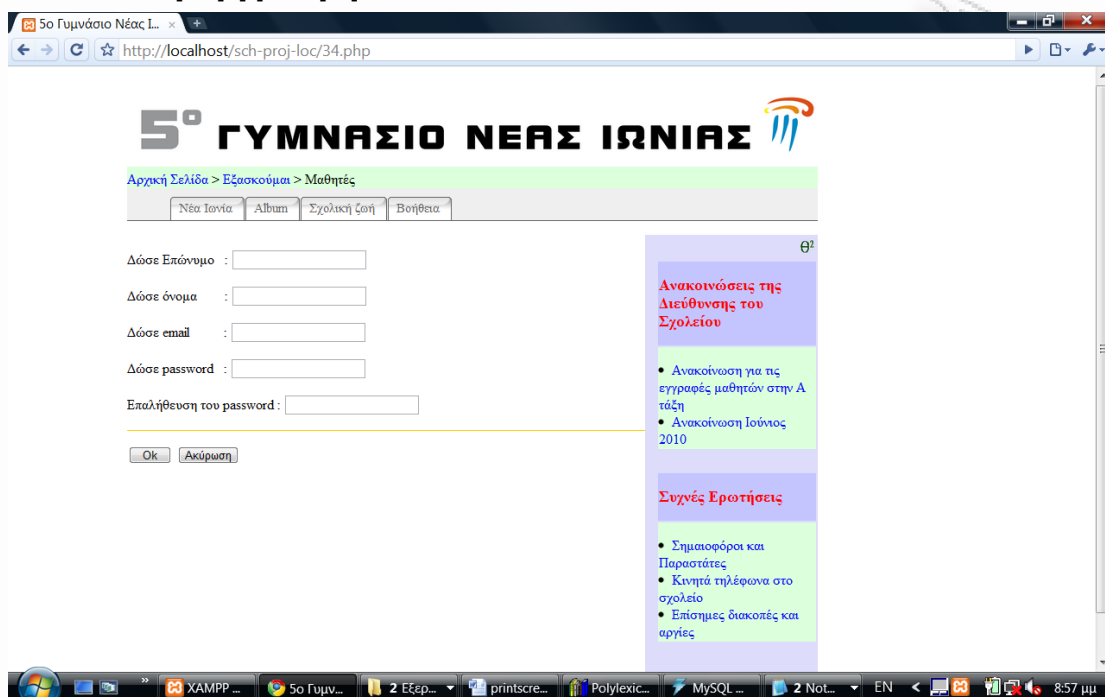 5ο Γυμνάσιο Νέας Ι...
http://localhost/sch-proj-loc/34.php
5° ΓΥΜΝΑΣΙΟ ΝΕΑΣ ΙΩΝΙΑΣ
Αρχική Σελίδα > Εξασκούμαι > Μαθητές
Νέα Ιωνία Album Σχολική ζωή Βοήθεια
Δώσε Επώνυμο :
Δώσε όνομα :
Δώσε email :
Δώσε password :
Επαλήθευση του password :
Ok Ακύρωση
θ²
Ανακοινώσεις της
Διεύθυνσης του
Σχολείου
• Ανακοίνωση για τις
εγγραφές μαθητών στην Α
τάξη
• Ανακοίνωση Ιούνιος
2010
Συχνές Ερωτήσεις
• Σημαιοφόροι και
Παραστάτες
• Κινητά τηλέφωνα στο
σχολείο
• Επίσημες διακοπές και
αργίες
XAMPP ... 5ο Γυμν... 2 Εξερ... printscre... Polylexic... MySQL ... 2 Not... EN < 8:57 μμ